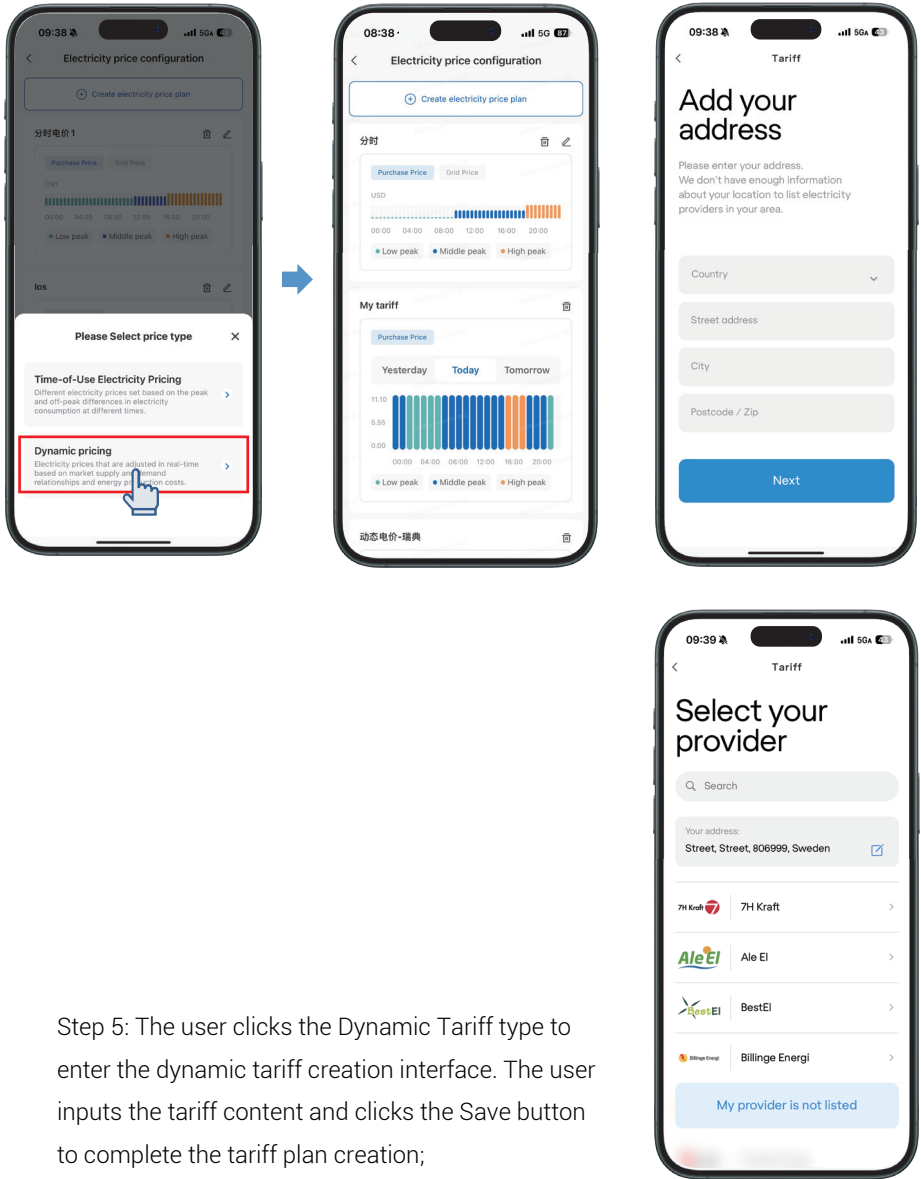 09:38
5GA 43
Electricity price configuration
Create electricity price plan
分时电价 1
Purchase Price Grid Price
CNY
00:00 04:00 08:00 12:00 16:00 20:00
Low peak Middle peak High peak
Ios
Please Select price type
Time-of-Use Electricity Pricing
Different electricity prices set based on the peak
and off-peak differences in electricity
consumption at different times.
Dynamic pricing
Electricity prices that are adjusted in real-time
based on market supply and demand
relationships and energy costs.
08:38
5G 87
Electricity price configuration
Create electricity price plan
分时
Purchase Price Grid Price
USD
00:00 04:00 08:00 12:00 16:00 20:00
Low peak Middle peak High peak
My tariff
Purchase Price
Yesterday Today Tomorrow
11.10
5.55
0.00
00:00 04:00 08:00 12:00 16:00 20:00
Low peak Middle peak High peak
动态电价-瑞典
09:38
5GA 43
Tariff
Add your
address
Please enter your address.
We don't have enough information
about your location to list electricity
providers in your area.
Country
Street address
City
Postcode / Zip
Next
09:39
5GA 43
Tariff
Select your
provider
Search
Your address:
Street, Street, 806999, Sweden
7H Kraft 7 7H Kraft
Ale El Ale El
BestEl BestEl
Billinge Energi Billinge Energi
My provider is not listed
Step 5: The user clicks the Dynamic Tariff type to
enter the dynamic tariff creation interface. The user
inputs the tariff content and clicks the Save button
to complete the tariff plan creation;